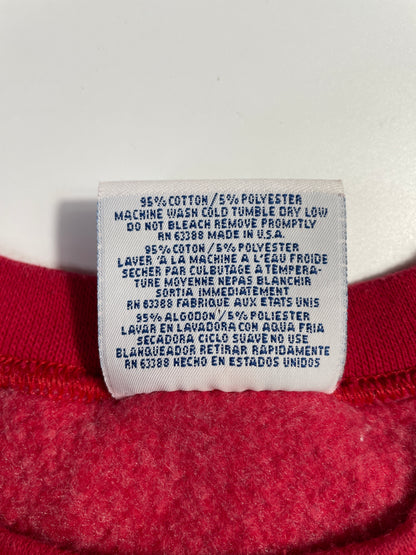 95% COTTON/5% POLYESTER
MACHINE WASH COLD TUMBLE DRY LOW
DO NOT BLEACH REMOVE PROMPTLY
RN 63388 MADE IN U.S.A.
95% COTON/5% POLYESTER
LAVER 'A LA MACHINE A L'EAU FROIDE
SECHER PAR CULBUTAGE A TEMPERA-
TURE MOYENNE NEPAS BLANCHIR
SORTIA IMMEDIATEMENT
RN 63388 FABRIQUE AUX ETATS UNIS
95% ALGODON/5% POLIESTER
LAVAR EN LAVADORA CON AQUA FRIA
SECADORA CICLO SUAVE NO USE
BLANQUEADOR RETIRAR RAPIDAMENTE
RN 63388 HECHO EN ESTADOS UNIDOS